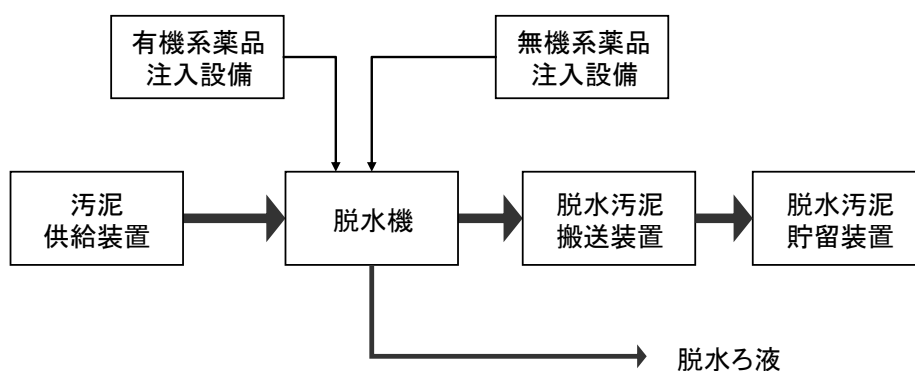 有機系薬品
注入設備
無機系薬品
注入設備
汚泥
供給装置
脱水機
脱水汚泥
搬送装置
脱水汚泥
貯留装置
脱水ろ液